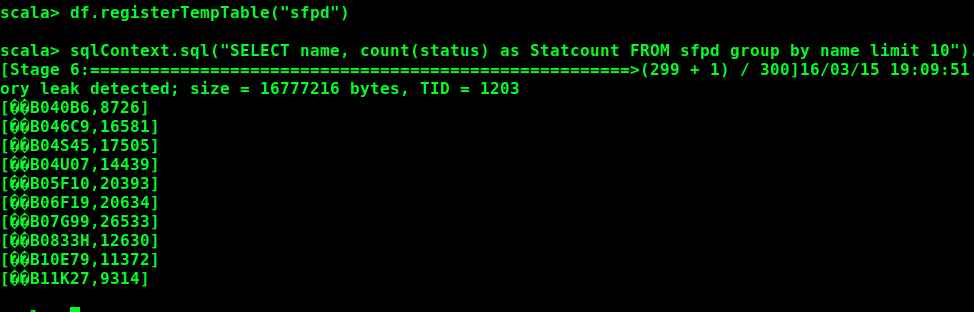 scala> df.registerTempTable("sfpd")
scala> sqlContext.sql("SELECT name, count(status) as Statcount FROM sfpd group by name limit 10")
[Stage 6:======================================================>(299 + 1) / 300]16/03/15 19:09:51
ory leak detected; size = 16777216 bytes, TID = 1203
[��B040B6,8726]
[��B046C9,16581]
[��B04S45,17505]
[��B04U07,14439]
[��B05F10,20393]
[��B06F19,20634]
[��B07G99,26533]
[��B0833H,12630]
[��B10E79,11372]
[��B11K27,9314]